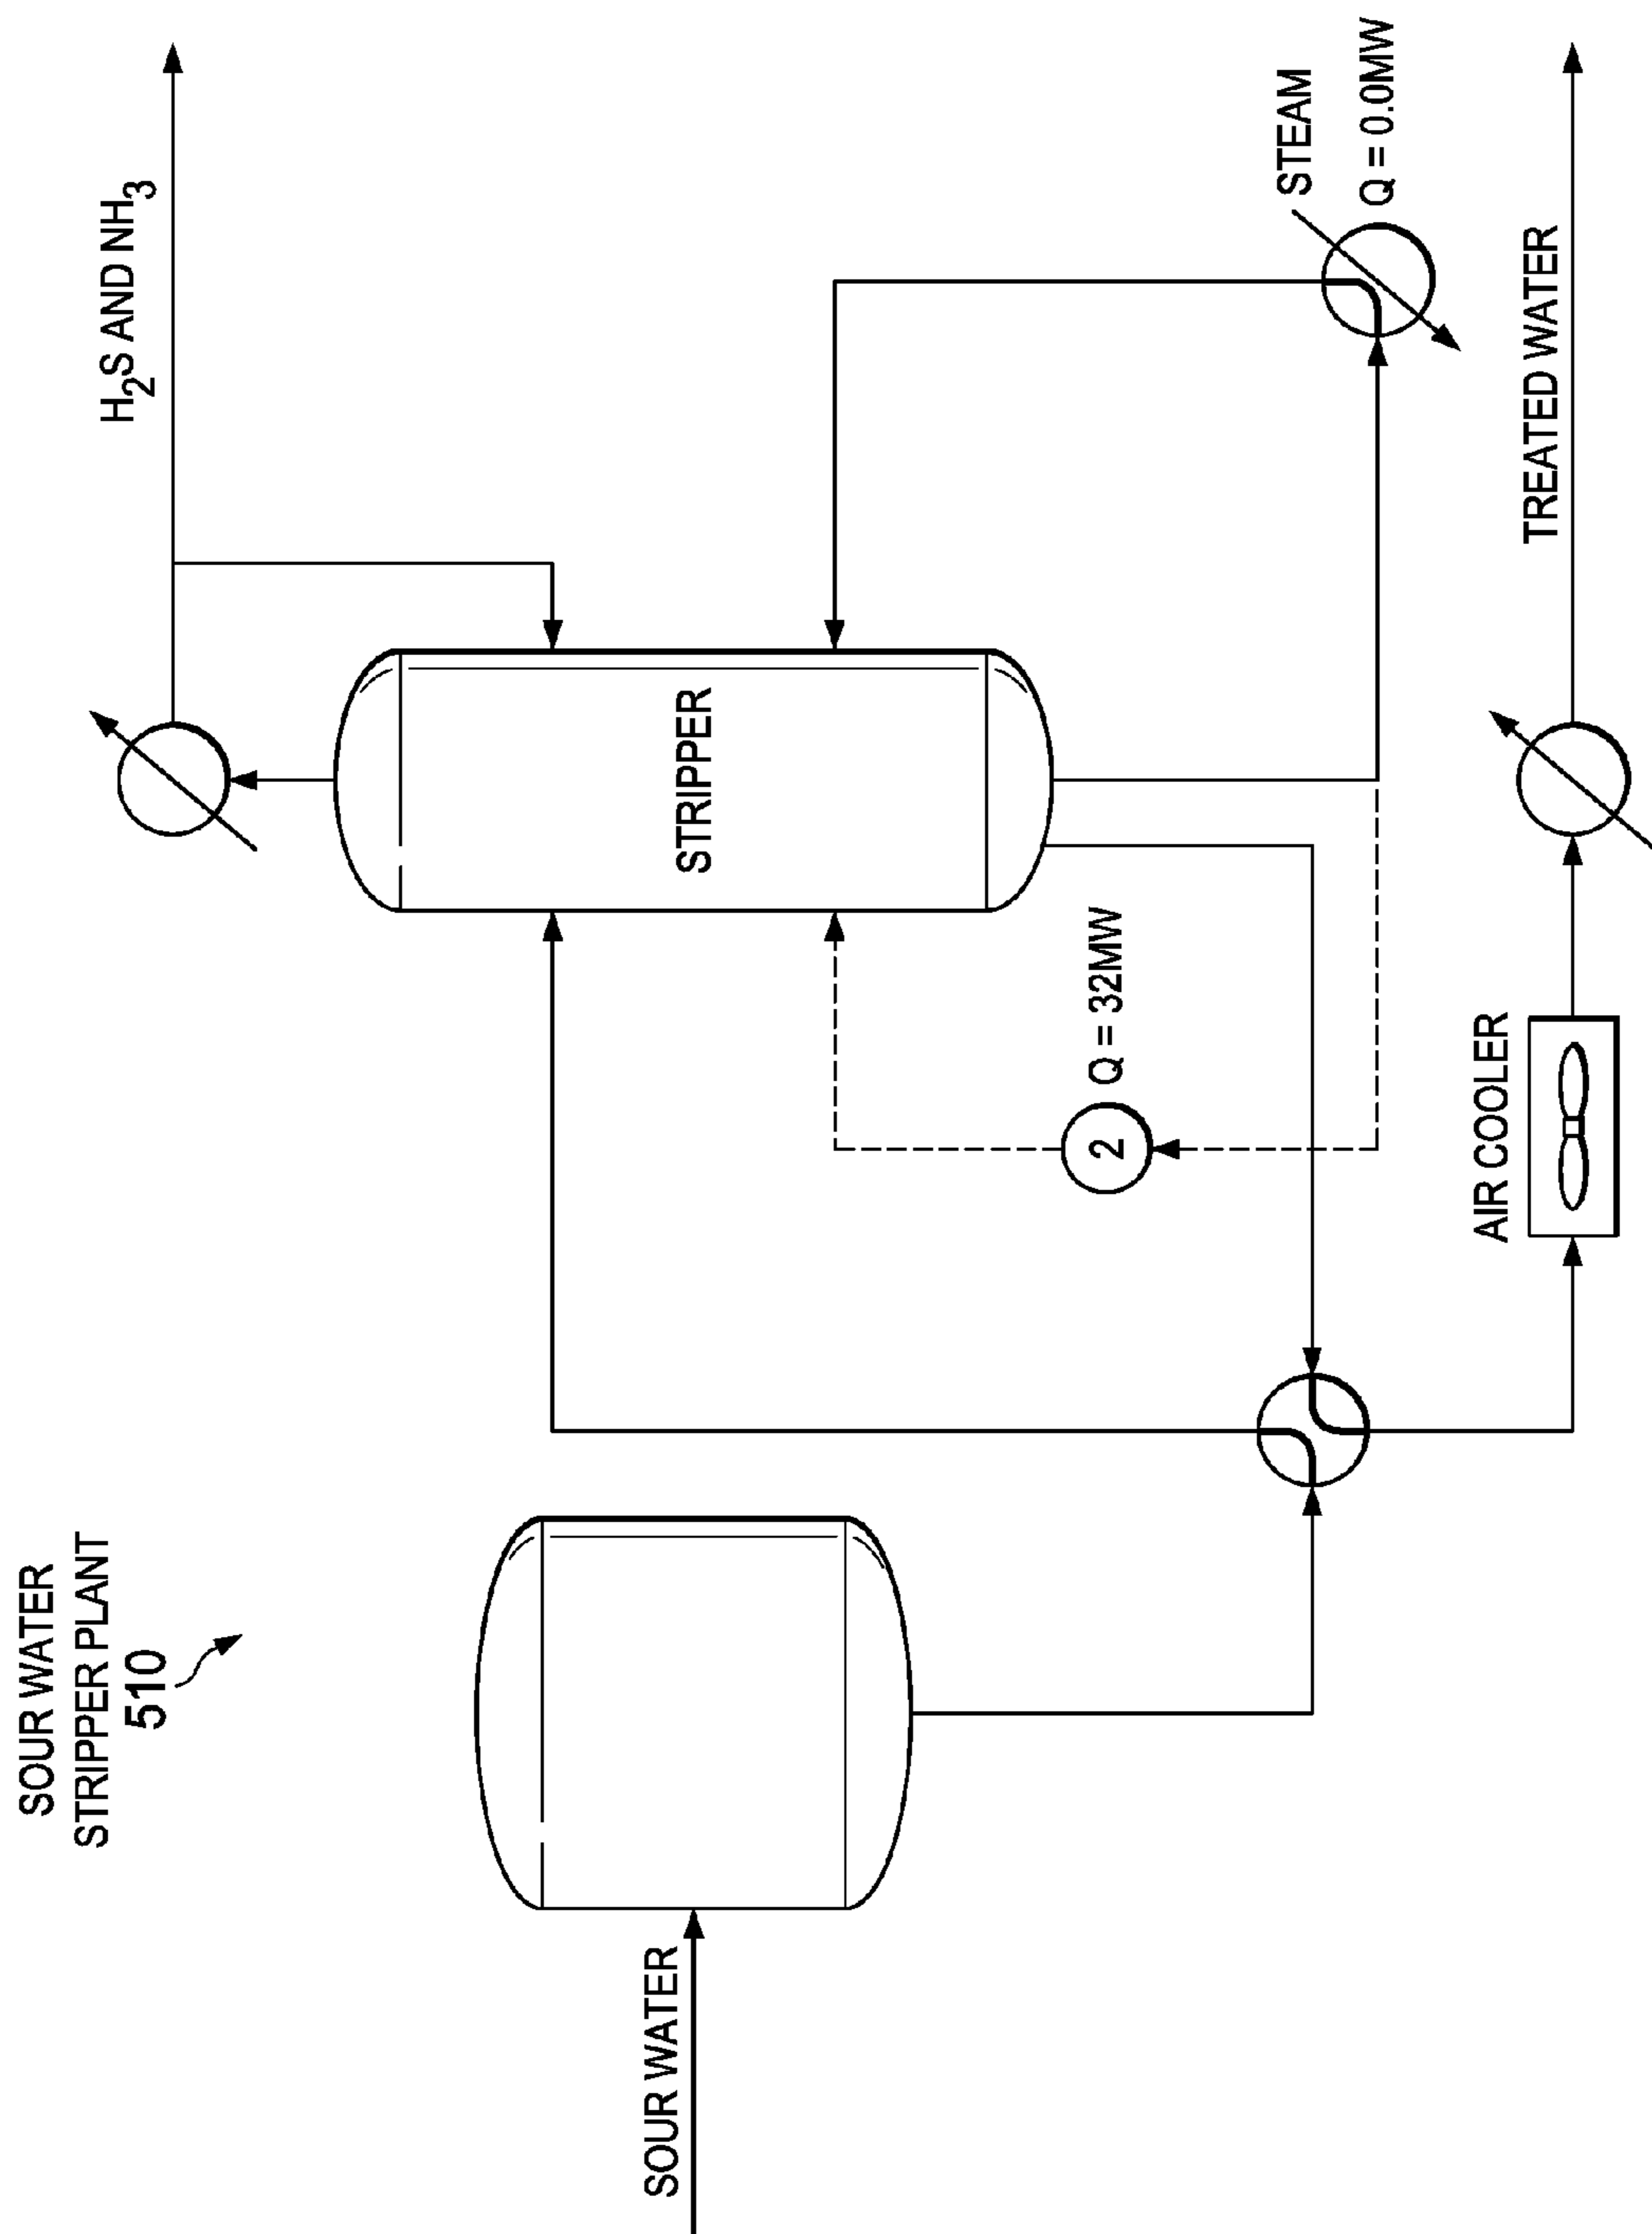 SOUR WATER
STRIPPER PLANT
510
SOUR WATER
H2S AND NH3
STRIPPER
STEAM
Q = 0.0MW
2
Q = 32MW
AIR COOLER
TREATED WATER